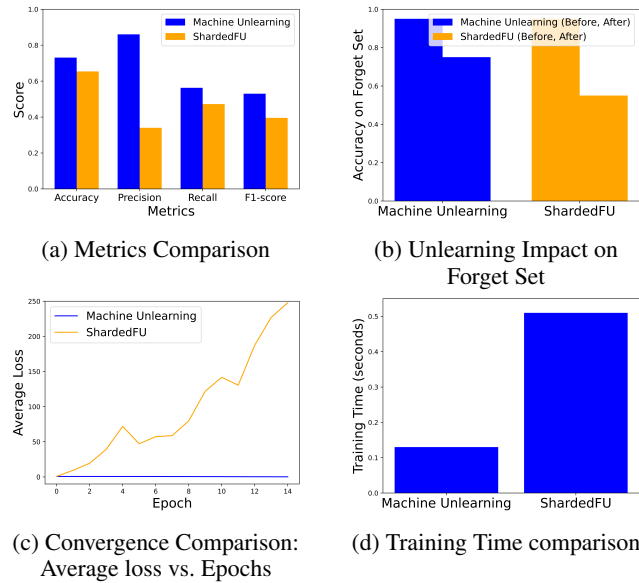 1.0
0.8
0.6
0.4
0.2
0.0
Score
Machine Unlearning
ShardedFU
Accuracy Precision Recall F1-score
Metrics
(a) Metrics Comparison
1.0
0.8
0.6
0.4
0.2
0.0
Accuracy on Forget Set
Machine Unlearning (Before, After)
ShardedFU (Before, After)
Machine Unlearning ShardedFU
(b) Unlearning Impact on
Forget Set
250
200
150
100
50
0
Average Loss
Machine Unlearning
ShardedFU
0 2 4 6 8 10 12 14
Epoch
(c) Convergence Comparison:
Average loss vs. Epochs
0.5
0.4
0.3
0.2
0.1
0.0
Training Time (seconds)
Machine Unlearning ShardedFU
(d) Training Time comparison